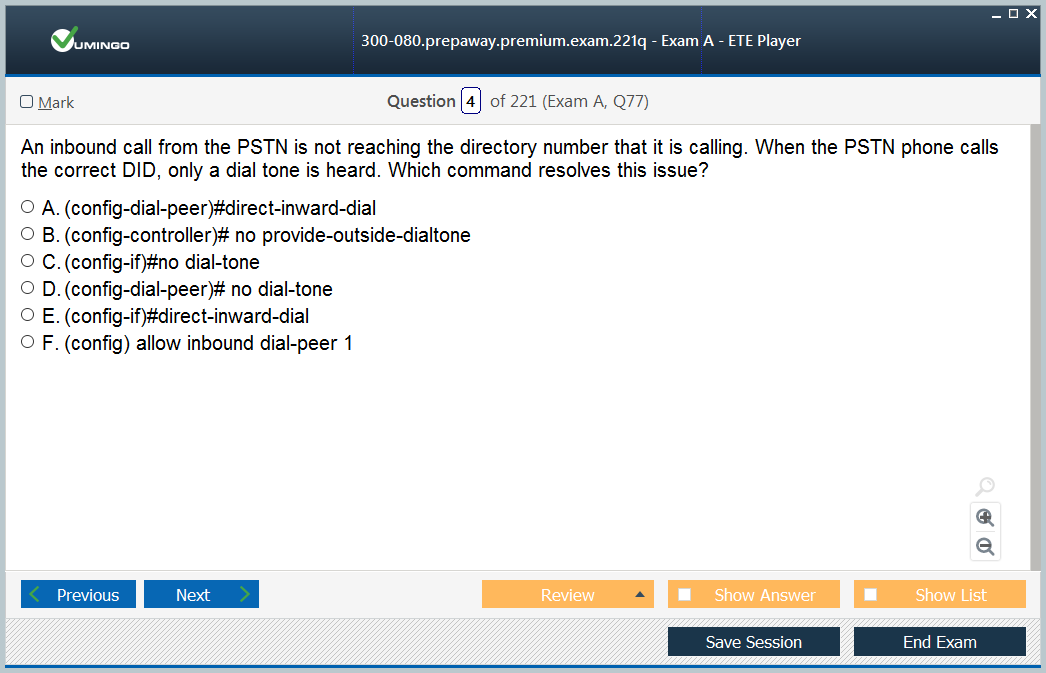 VUMINGO
300-080.prepaway.premium.exam.221q - Exam A - ETE Player
Mark
Question 4 of 221 (Exam A, Q77)
An inbound call from the PSTN is not reaching the directory number that it is calling. When the PSTN phone calls
the correct DID, only a dial tone is heard. Which command resolves this issue?
A. (config-dial-peer)#direct-inward-dial
B. (config-controller)# no provide-outside-dialtone
C. (config-if)#no dial-tone
D. (config-dial-peer)# no dial-tone
E. (config-if)#direct-inward-dial
F. (config) allow inbound dial-peer 1
Previous
Next
Review
Show Answer
Show List
Save Session
End Exam